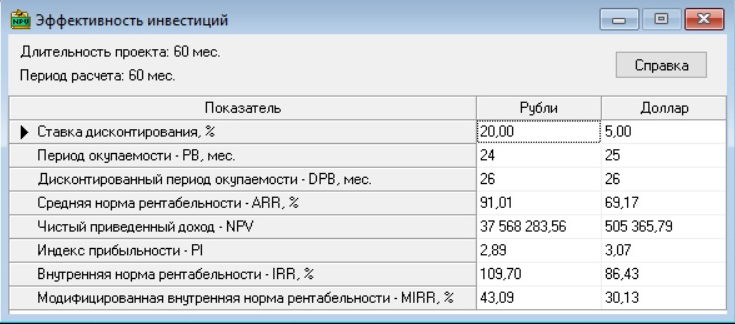 NPV Эффективность инвестиций
Длительность проекта: 60 мес.
Период расчета: 60 мес.
Справка
Показатель Рубли Доллар
Ставка дисконтирования, % 20,00 5,00
Период окупаемости - PB, мес. 24 25
Дисконтированный период окупаемости - DPB, мес. 26 26
Средняя норма рентабельности - ARR, % 91,01 69,17
Чистый приведенный доход - NPV 37 568 283,56 505 365,79
Индекс прибыльности - PI 2,89 3,07
Внутренняя норма рентабельности - IRR, % 109,70 86,43
Модифицированная внутренняя норма рентабельности - MIRR, % 43,09 30,13